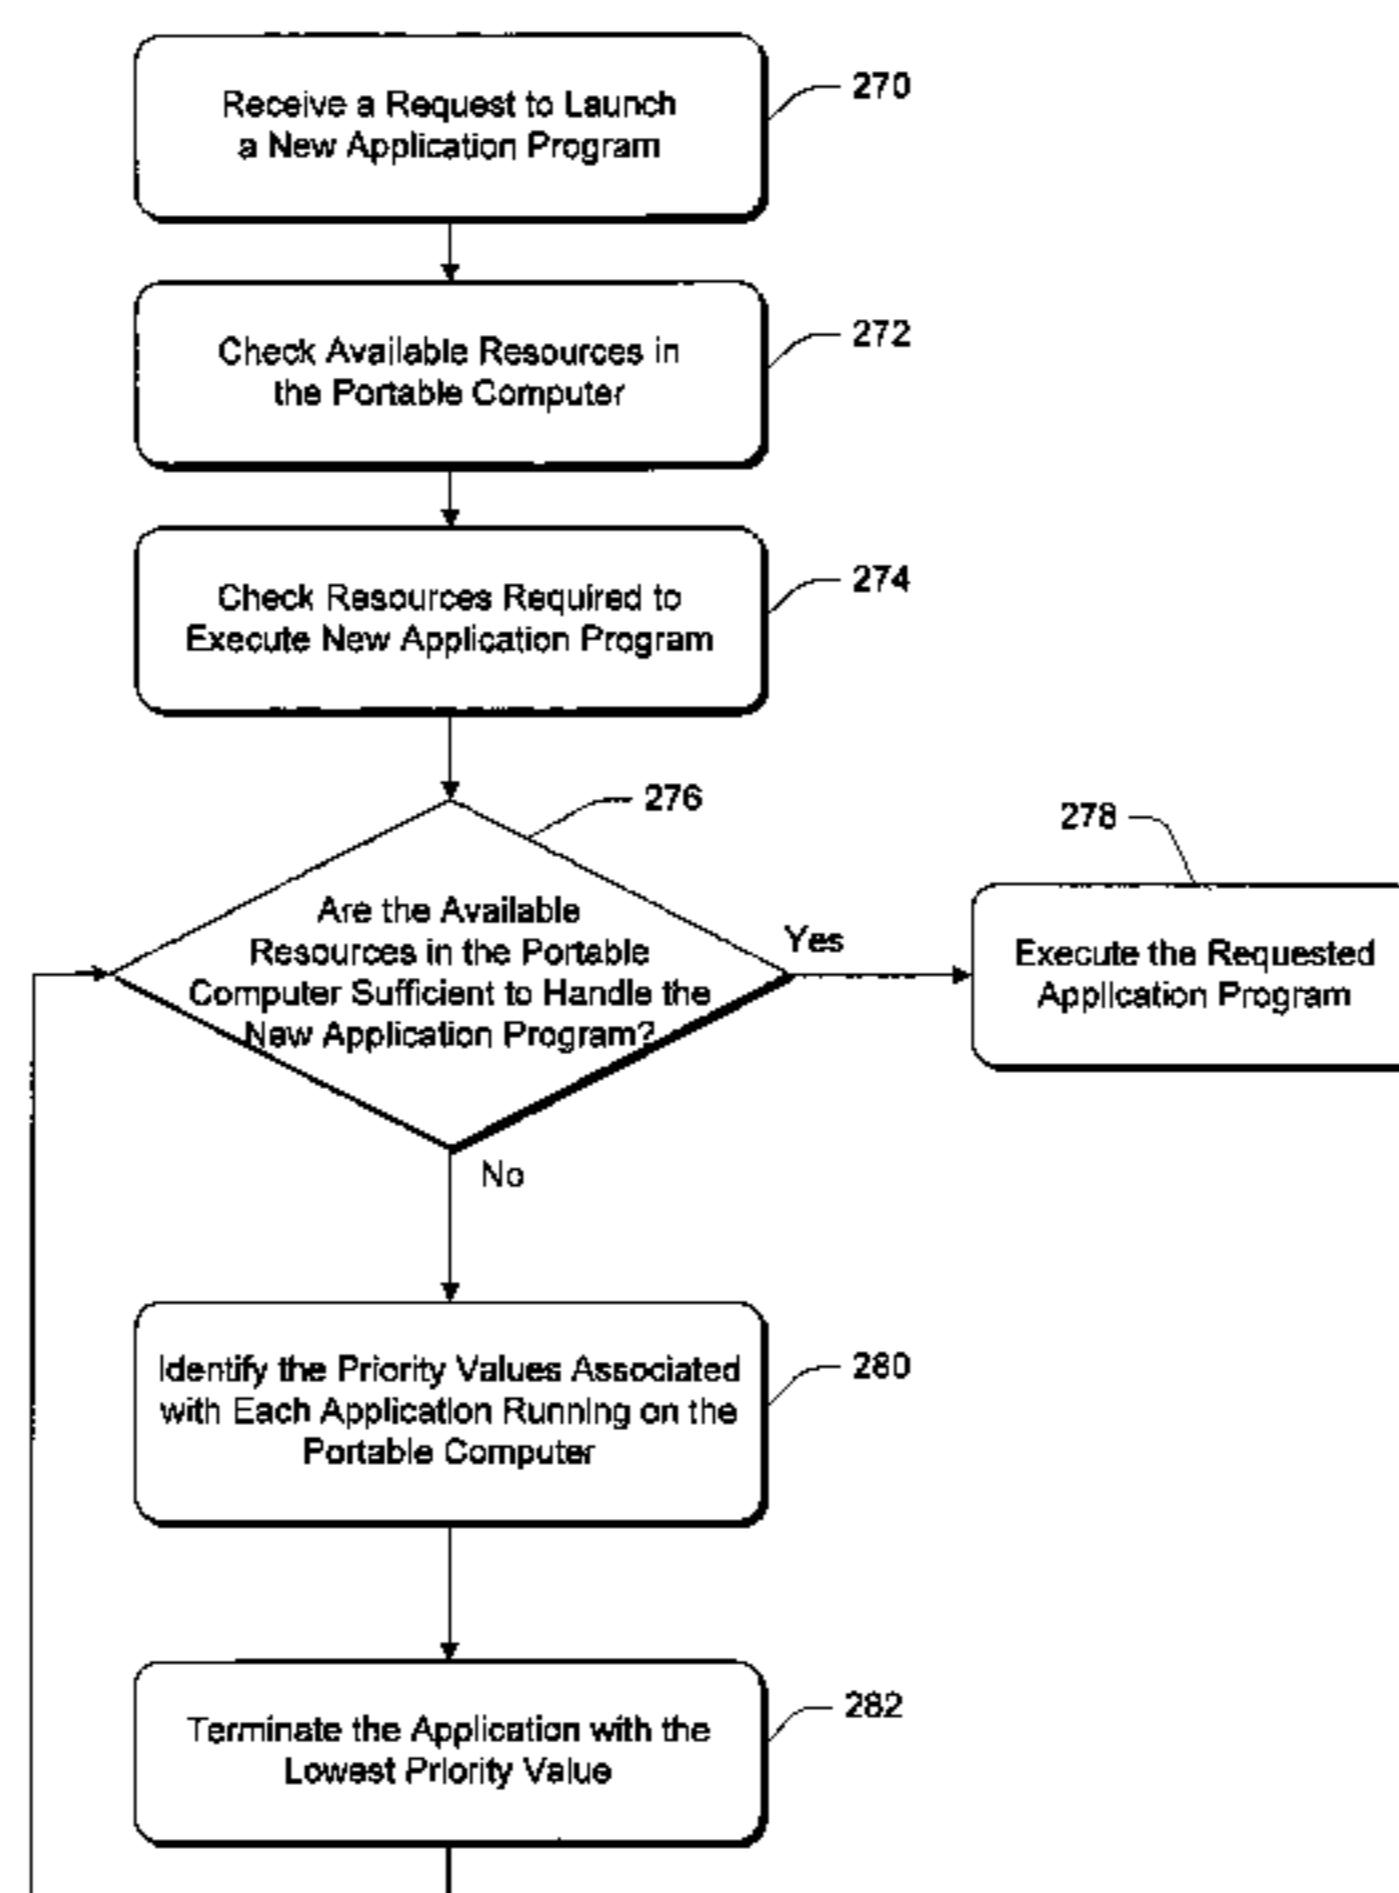 Receive a Request to Launch
a New Application Program
270
Check Available Resources in
the Portable Computer
272
Check Resources Required to
Execute New Application Program
274
276
Are the Available
Resources in the Portable
Computer Sufficient to Handle the
New Application Program?
Yes
278
Execute the Requested
Application Program
No
Identify the Priority Values Associated
with Each Application Running on the
Portable Computer
280
Terminate the Application with the
Lowest Priority Value
282